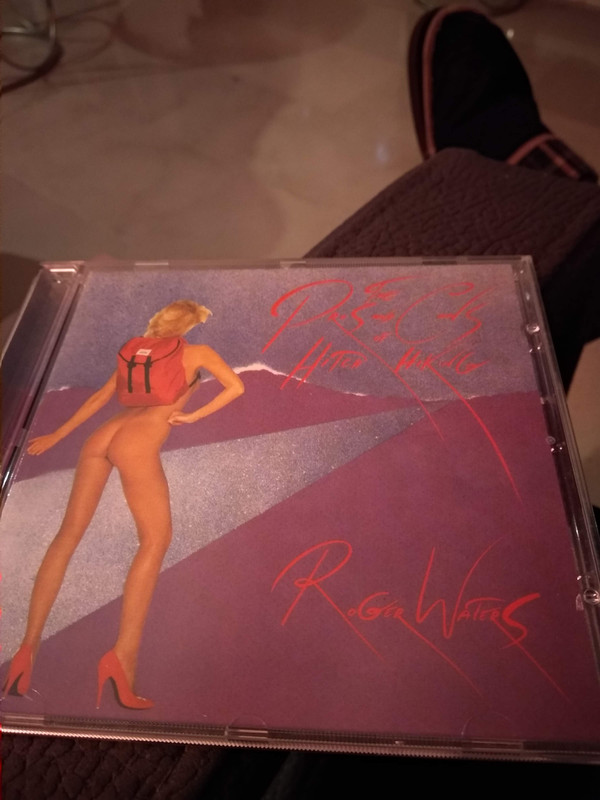 The
Pros and Cons
of
Hitch Hiking
Roger Waters